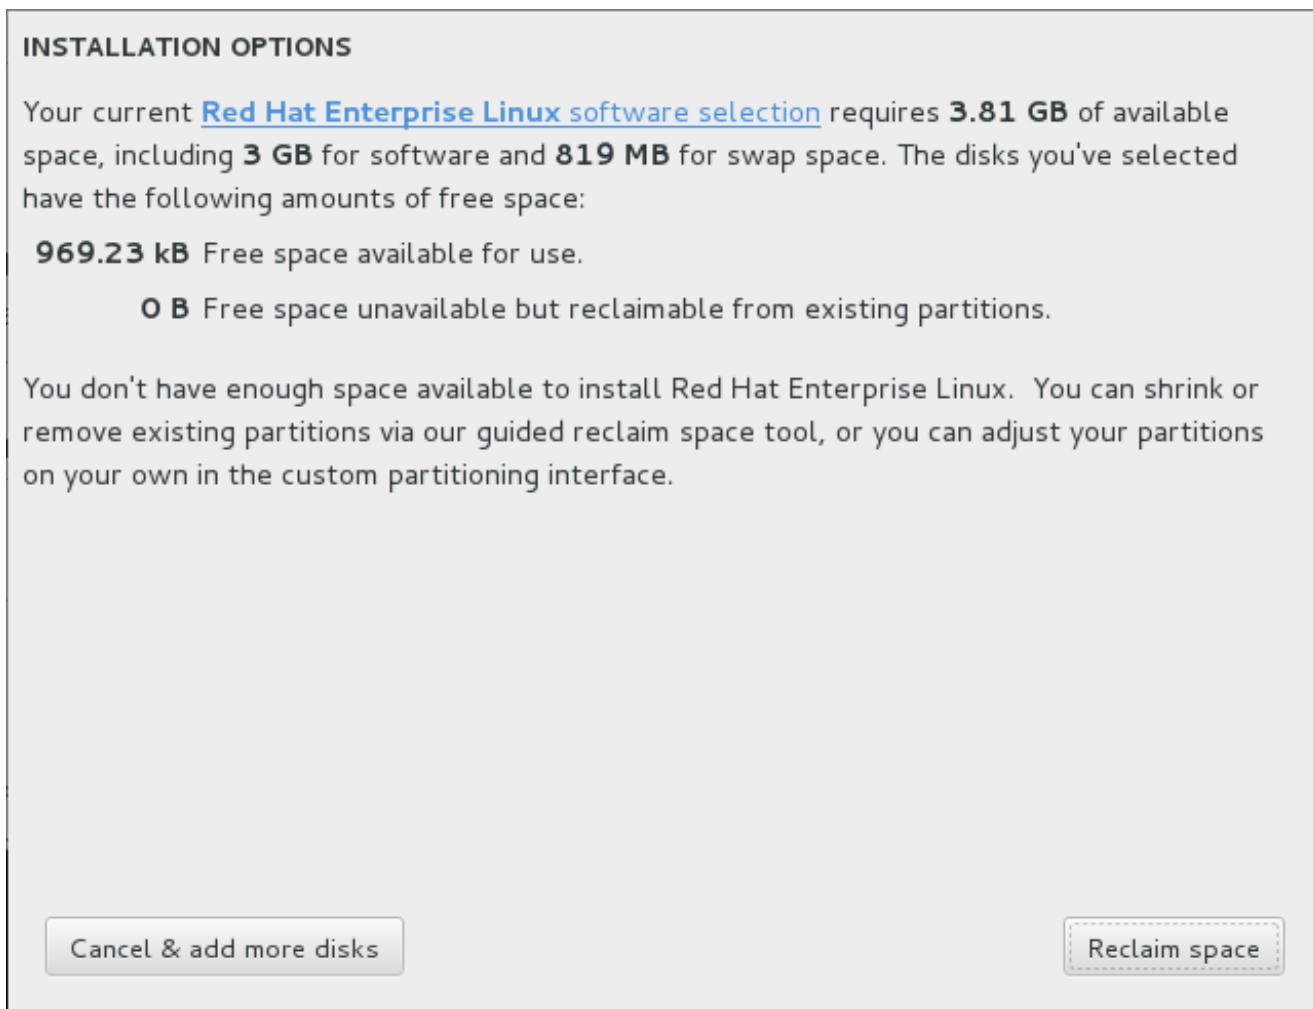 INSTALLATION OPTIONS
Your current Red Hat Enterprise Linux software selection requires 3.81 GB of available
space, including 3 GB for software and 819 MB for swap space. The disks you've selected
have the following amounts of free space:
969.23 kB Free space available for use.
0 B Free space unavailable but reclaimable from existing partitions.
You don't have enough space available to install Red Hat Enterprise Linux.  You can shrink or
remove existing partitions via our guided reclaim space tool, or you can adjust your partitions
on your own in the custom partitioning interface.
Cancel & add more disks
Reclaim space